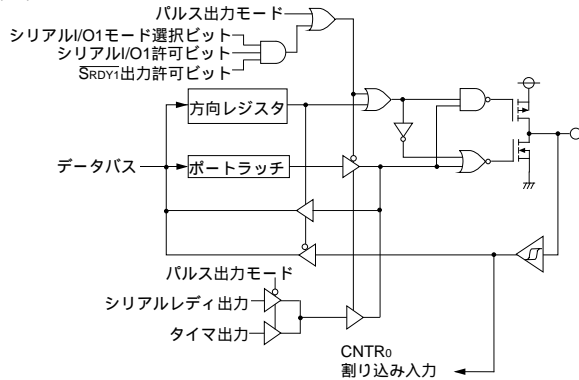 パルス出力モード
シリアルI/O1モード選択ビット
シリアルI/O1許可ビット
SRDY1出力許可ビット
方向レジスタ
データバス
ポートラッチ
パルス出力モード
シリアルレディ出力
タイマ出力
CNTR0
割り込み入力